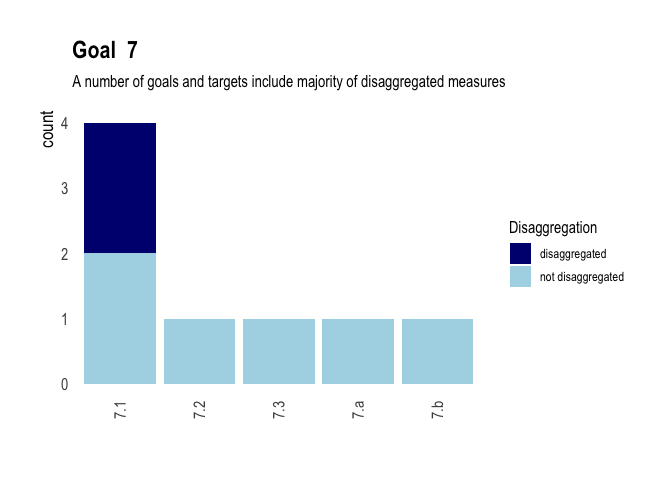 Goal  7
A number of goals and targets include majority of disaggregated measures
count
4
3
2
1
0
7.1
7.2
7.3
7.a
7.b
Disaggregation
disaggregated
not disaggregated